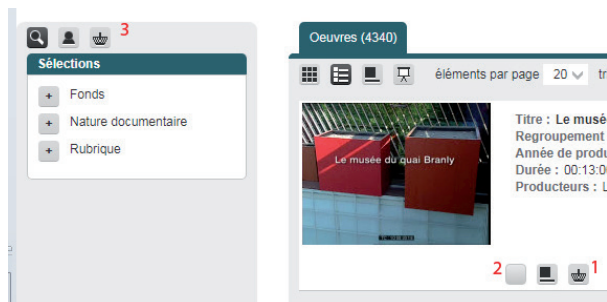 3
Sélections
+ Fonds
+ Nature documentaire
+ Rubrique
Oeuvres (4340)
éléments par page 20
Le musée du quai Branly
Titre : Le musé
Regroupement
Année de produ
Durée : 00:13:0
Producteurs : L
2
1